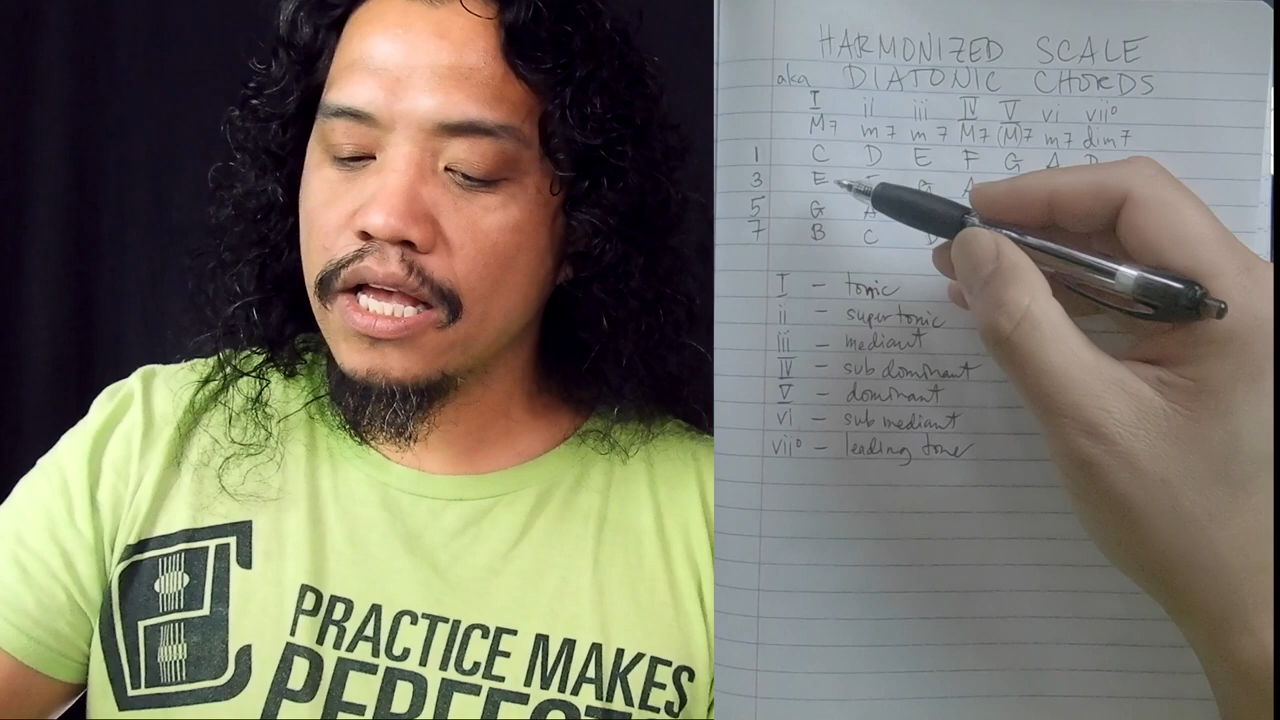 PRACTICE MAKES
HARMONIZED SCALE
aka DIATONIC CHORDS
I ii iii IV V vi vii°
M7 m7 m7 M7 (M)7 m7 dim7
1 C D E F G A
3 E G A
5 G A
7 B C D
I - tonic
ii - supertonic
iii - mediant
IV - subdominant
V - dominant
vi - submediant
vii° - leading tone